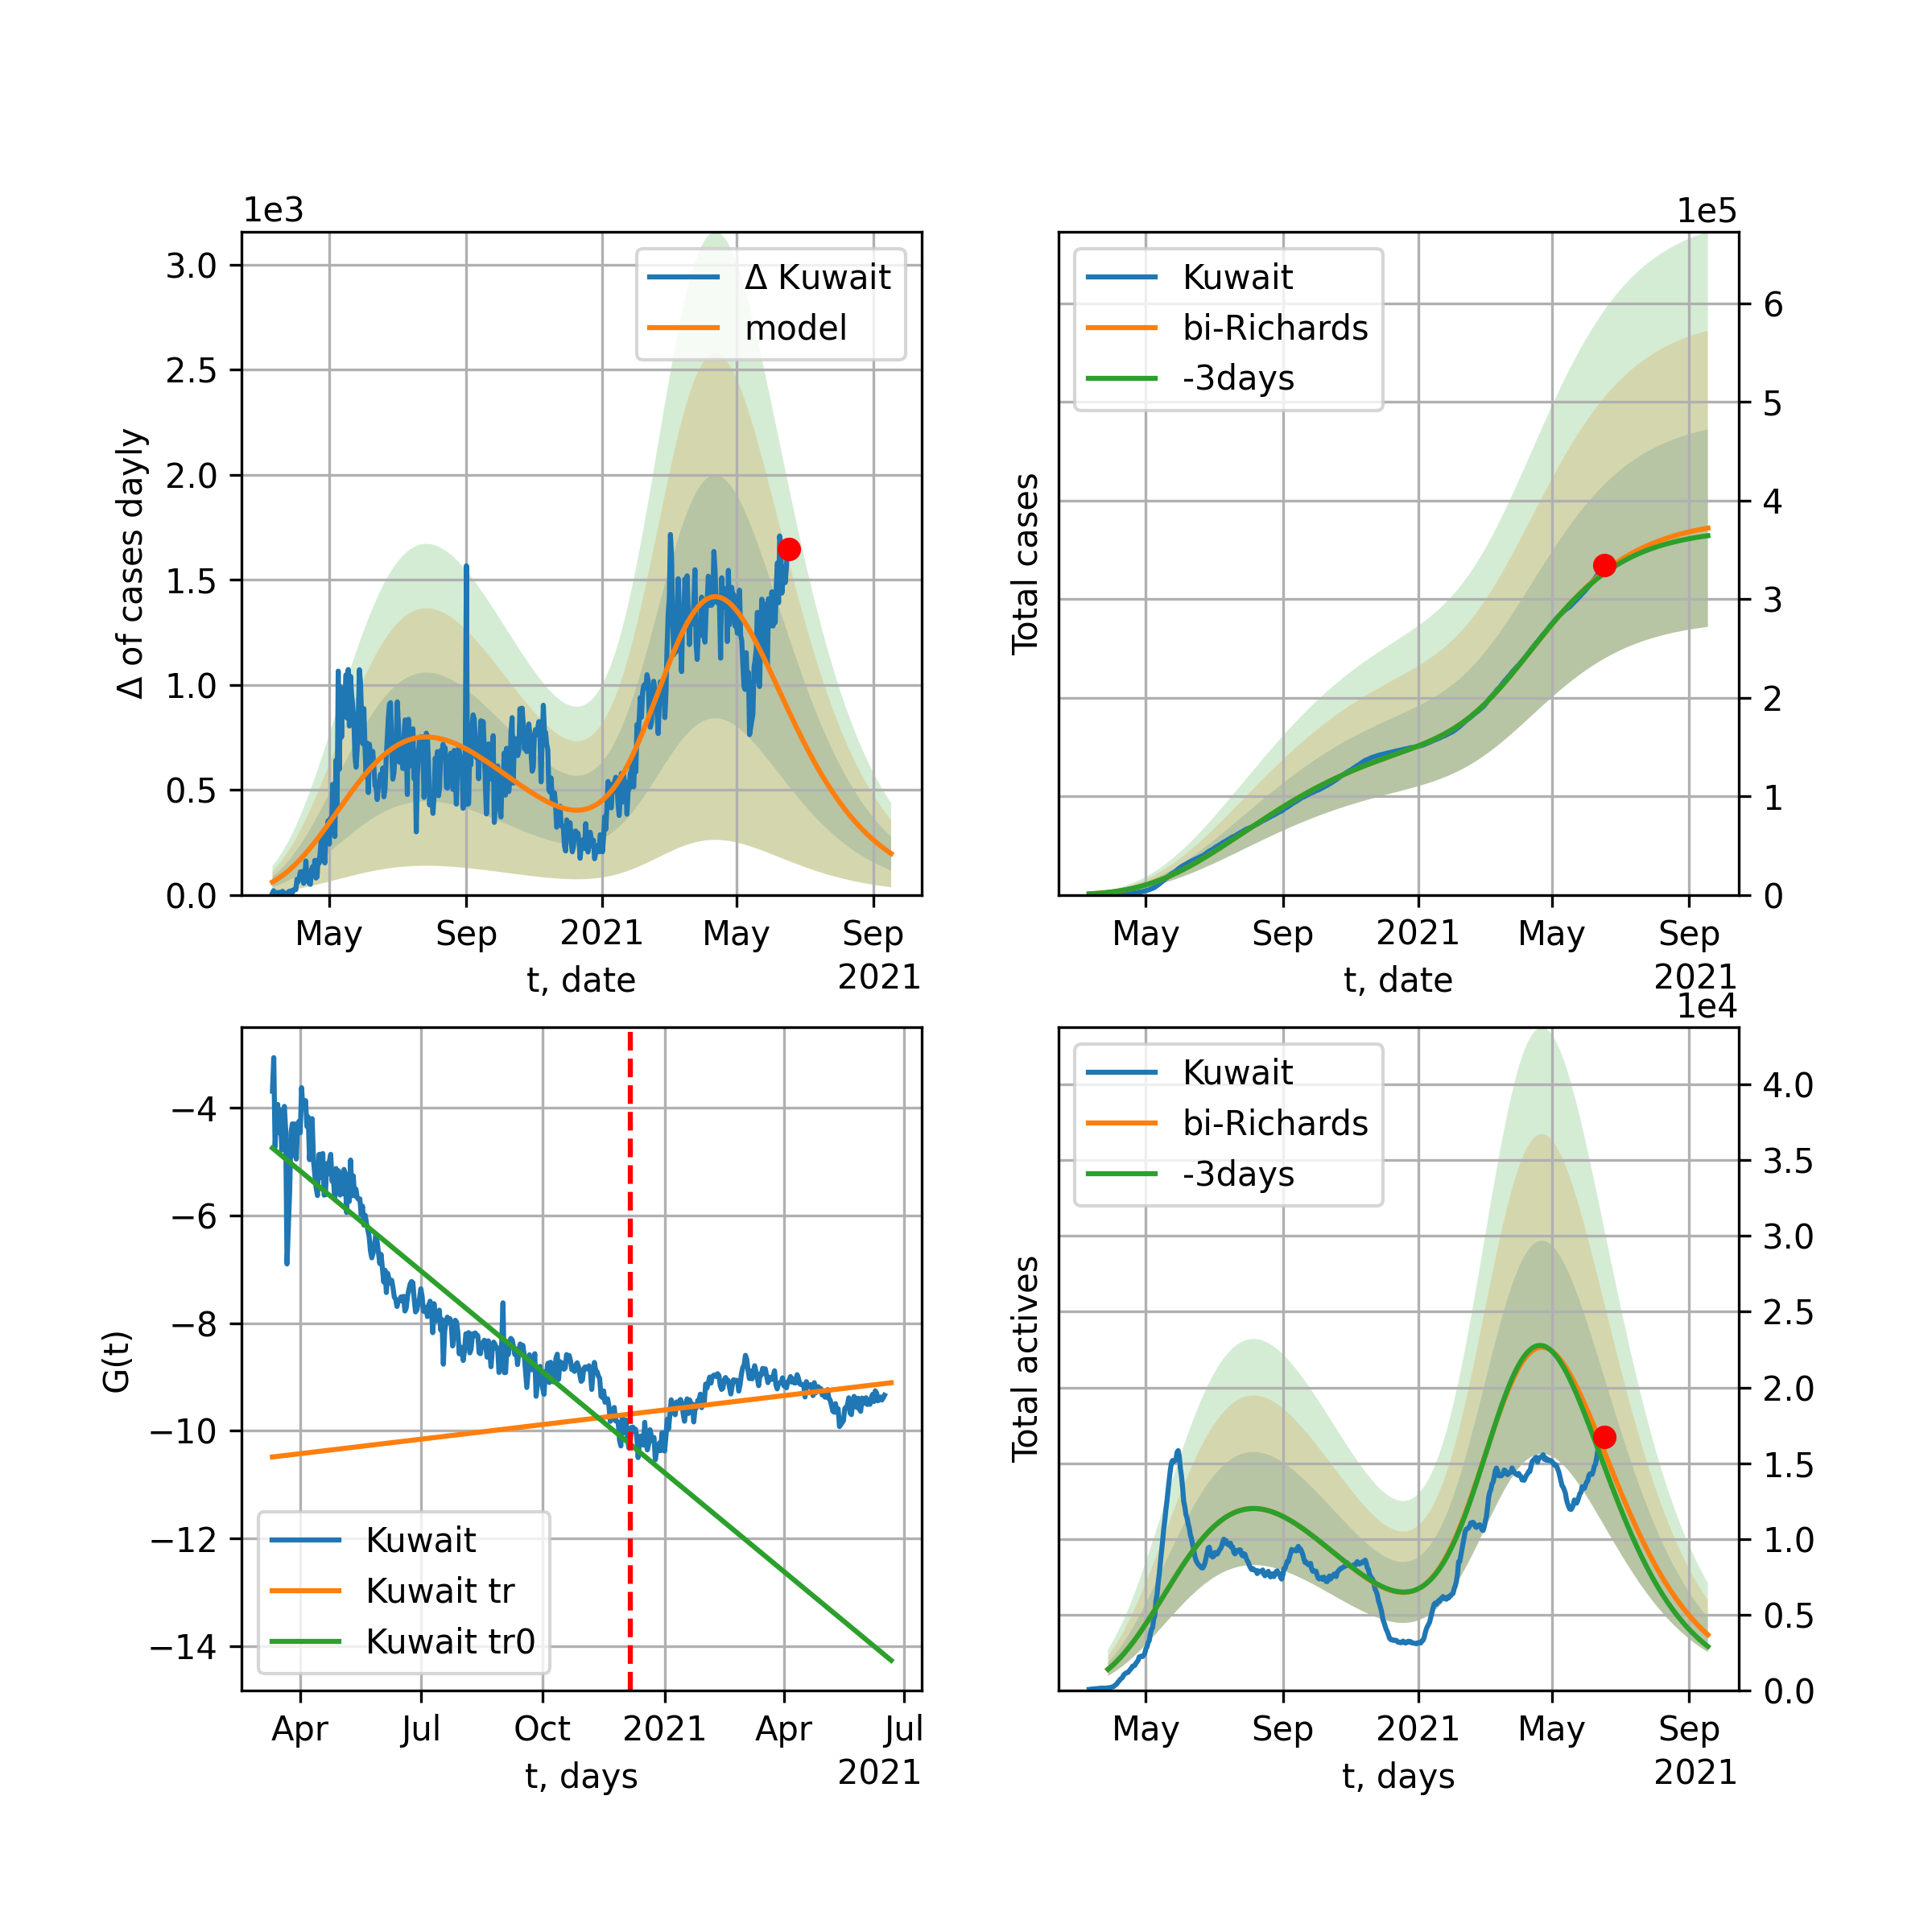 1e3
3.0
2.5
2.0
1.5
1.0
0.5
0.0
Δ of cases dayly
Δ Kuwait
model
May Sep 2021 May Sep
2021
t, date
1e5
Kuwait
bi-Richards
-3days
Total cases
6
5
4
3
2
1
0
May Sep 2021 May Sep
2021
t, date
−4
−6
−8
−10
−12
−14
G(t)
Kuwait
Kuwait tr
Kuwait tr0
Apr Jul Oct 2021 Apr Jul
2021
t, days
1e4
Kuwait
bi-Richards
-3days
Total actives
4.0
3.5
3.0
2.5
2.0
1.5
1.0
0.5
0.0
May Sep 2021 May Sep
2021
t, days